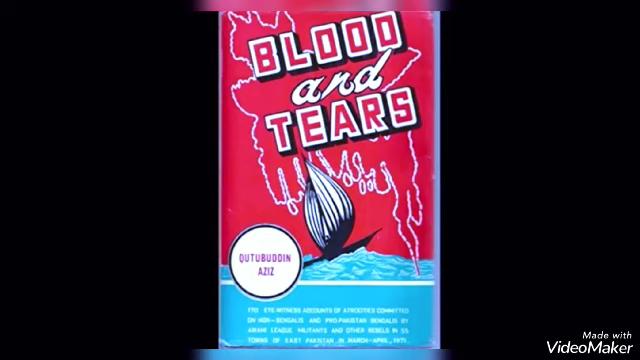 BLOOD
and
TEARS
QUTUBUDDIN
AZIZ
170 EYE-WITNESS ACCOUNTS OF ATROCITIES COMMITTED
ON NON-BENGALIS AND PRO-PAKISTAN BENGALIS BY
AWAMI LEAGUE MILITANTS AND OTHER REBELS IN 55
TOWNS OF EAST PAKISTAN IN MARCH-APRIL, 1971.
Made with
VideoMaker